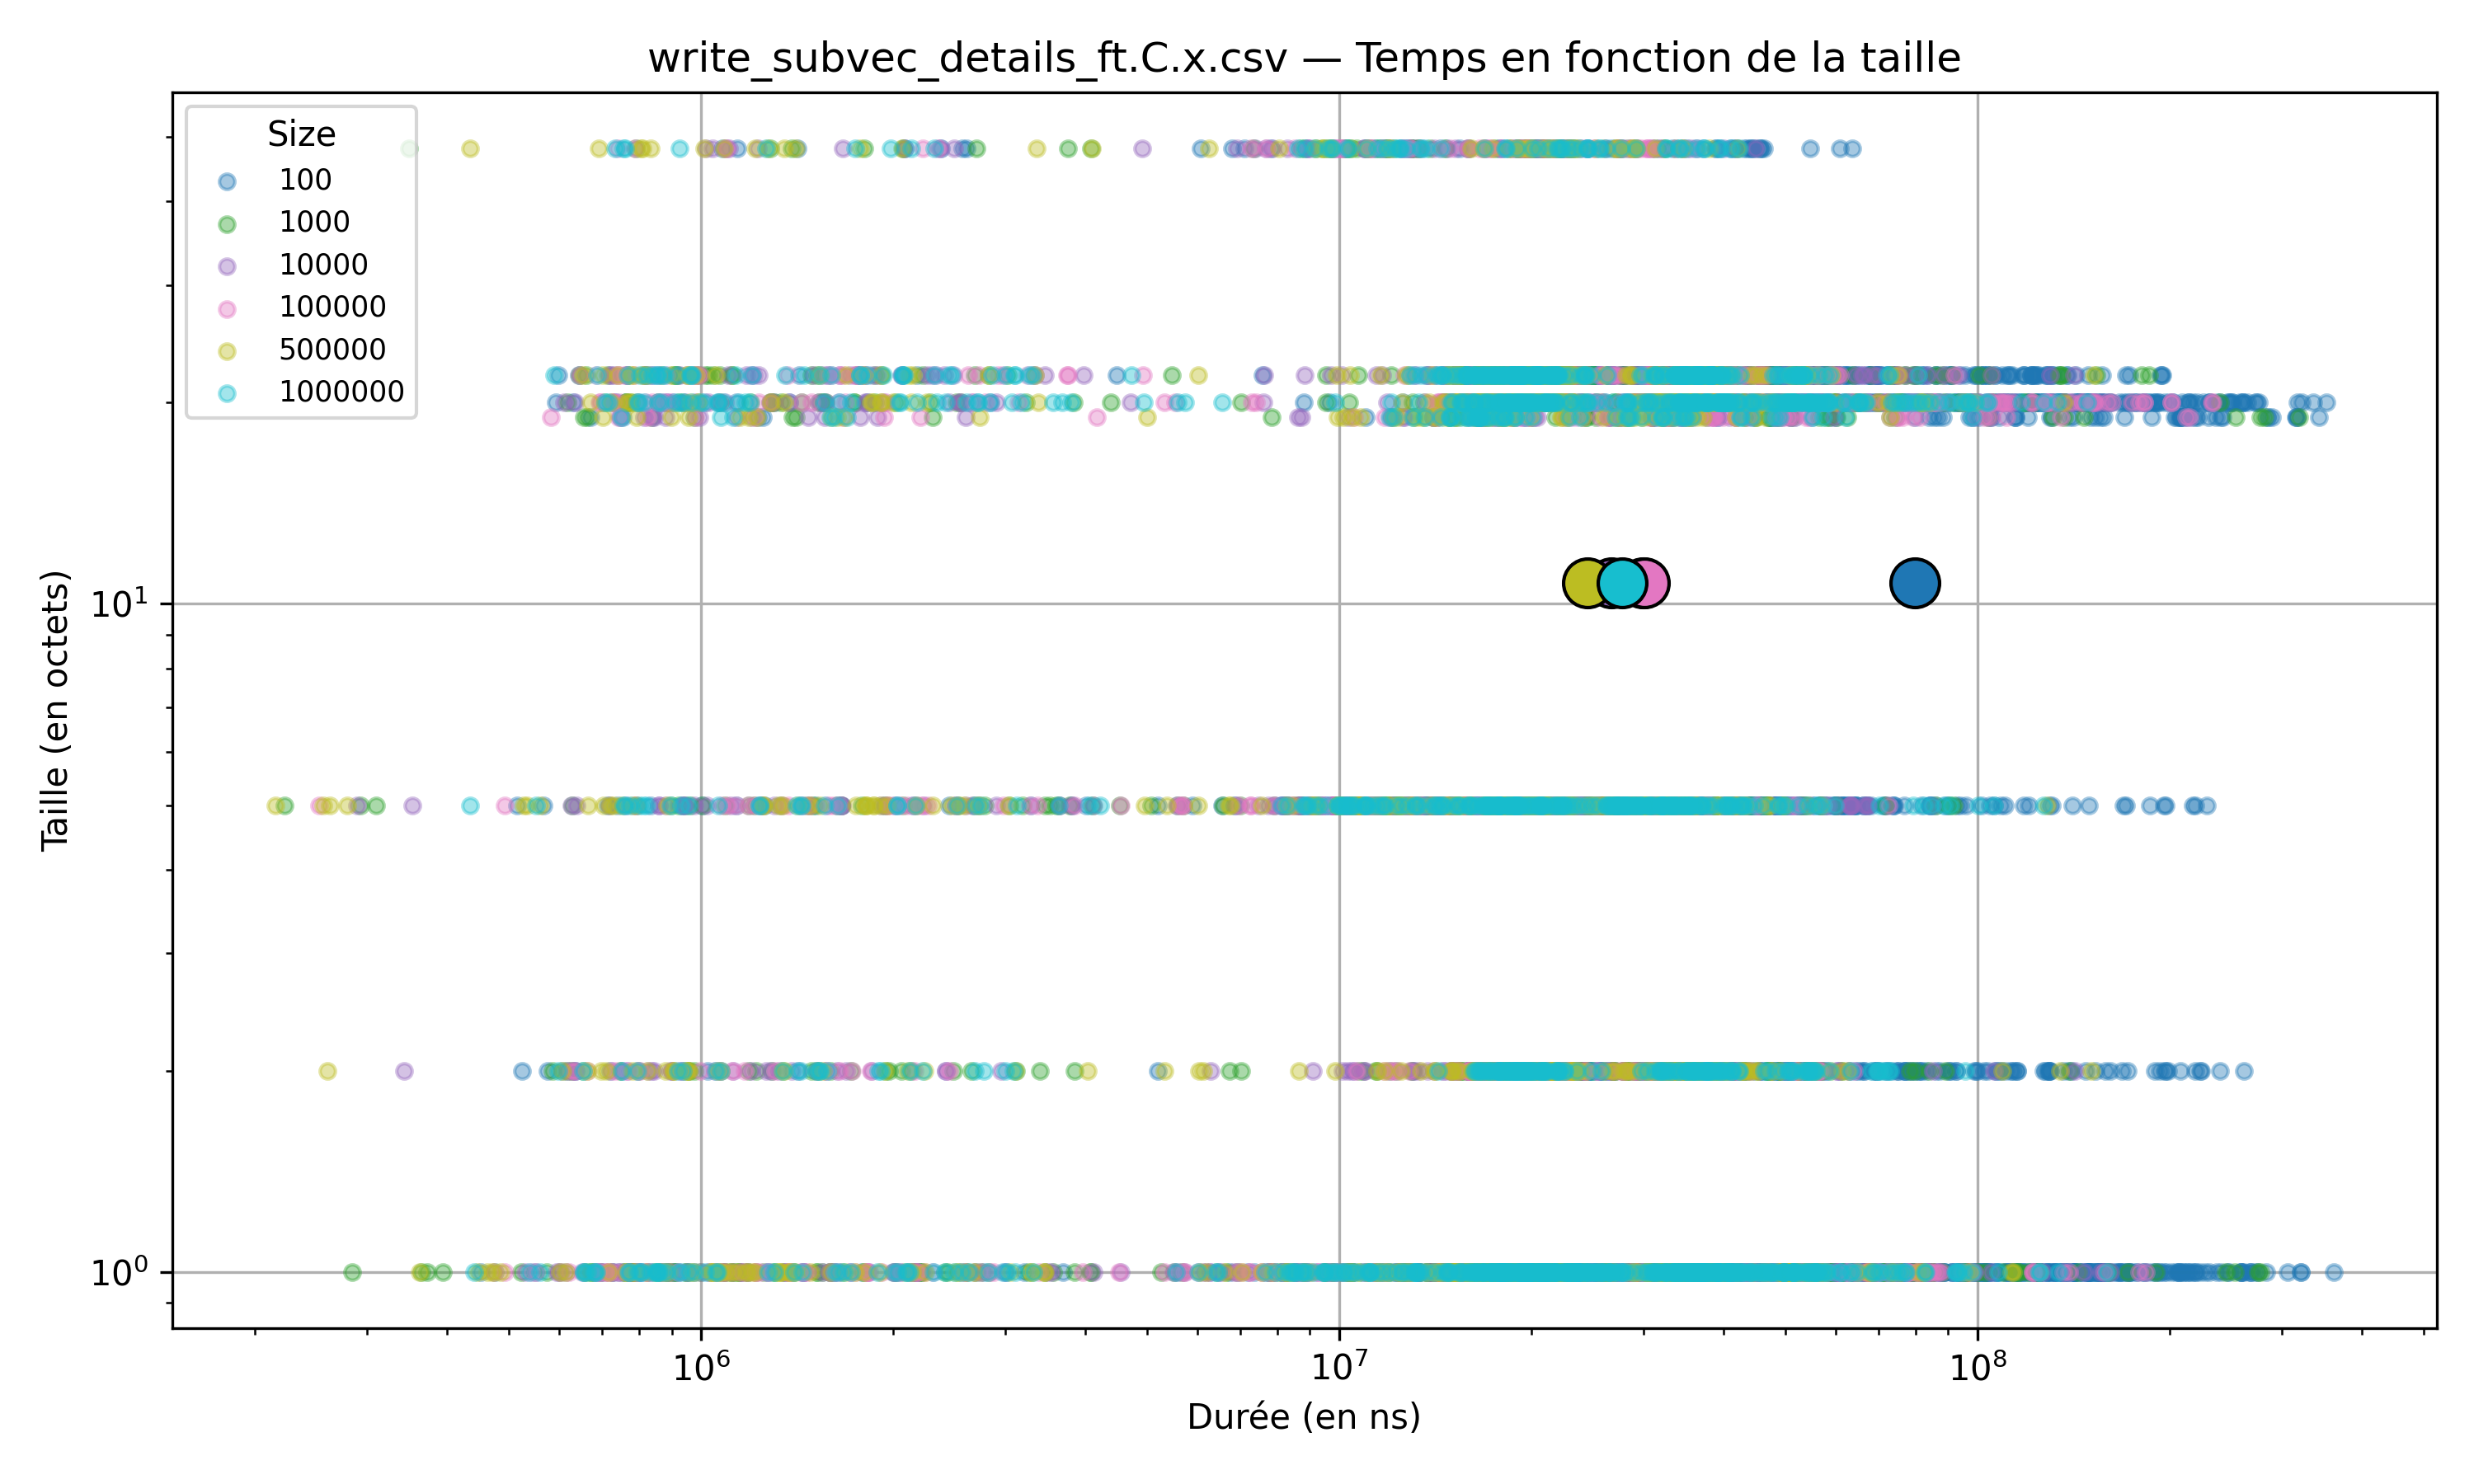 write_subvec_details_ft.C.x.csv — Temps en fonction de la taille
Size
100
1000
10000
100000
500000
1000000
Taille (en octets)
10¹
10⁰
10⁶
10⁷
10⁸
Durée (en ns)